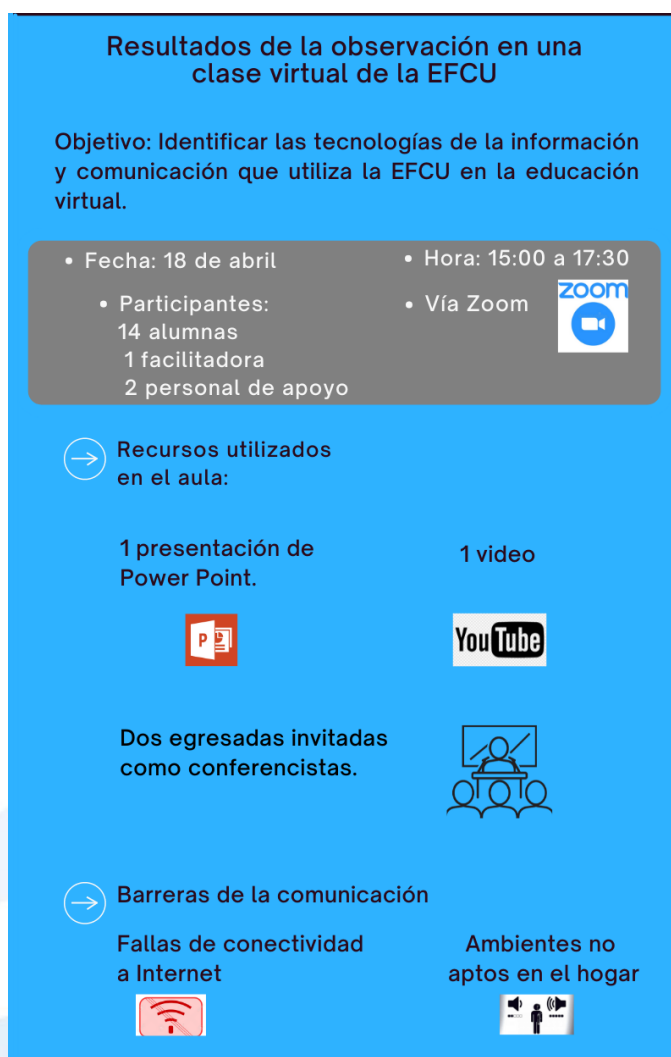 Resultados de la observación en una
clase virtual de la EFCU
Objetivo: Identificar las tecnologías de la información
y comunicación que utiliza la EFCU en la educación
virtual.
• Fecha: 18 de abril
• Hora: 15:00 a 17:30
• Participantes:
14 alumnas
1 facilitadora
2 personal de apoyo
• Vía Zoom
zoom
Recursos utilizados
en el aula:
1 presentación de
Power Point.
1 video
P
YouTube
Dos egresadas invitadas
como conferencistas.
Barreras de la comunicación
Fallas de conectividad
a Internet
Ambientes no
aptos en el hogar